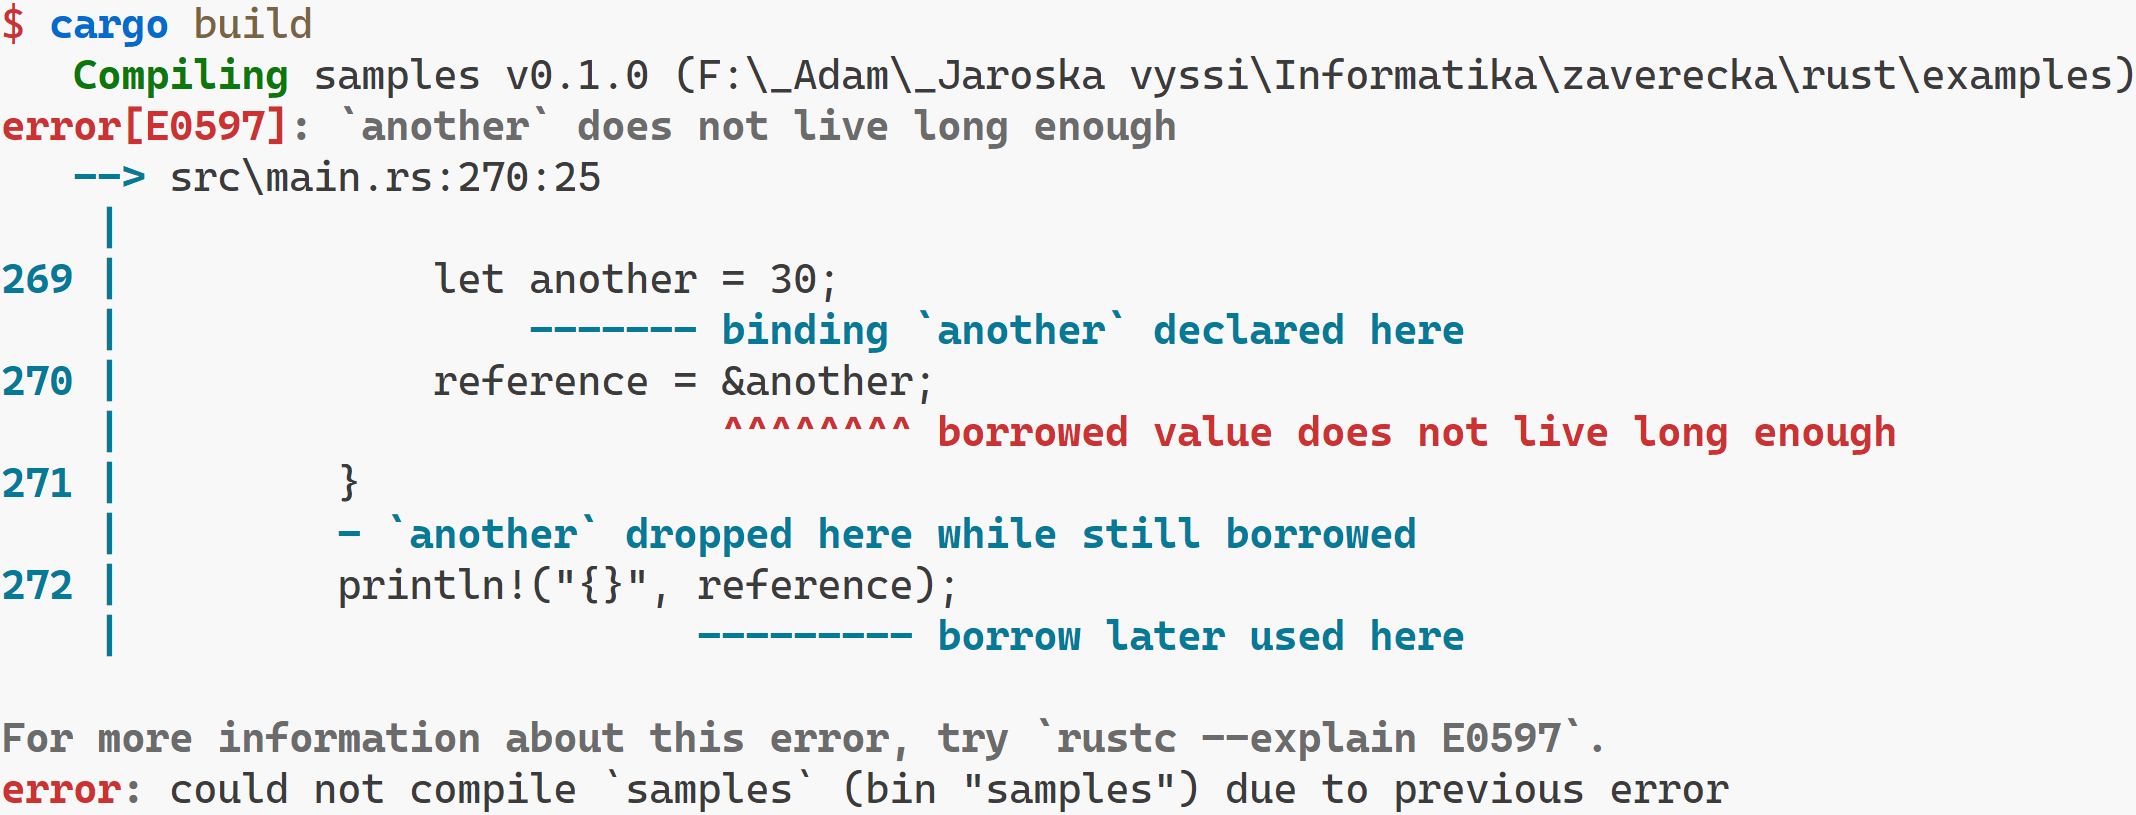 $ cargo build
   Compiling samples v0.1.0 (F:\_Adam\_Jaroska vyssi\Informatika\zaverecka\rust\examples)
error[E0597]: `another` does not live long enough
   --> src\main.rs:270:25
    |
269 |             let another = 30;
    |                 ------- binding `another` declared here
270 |             reference = &another;
    |                         ^^^^^^^^ borrowed value does not live long enough
271 |         }
    |         - `another` dropped here while still borrowed
272 |         println!("{}", reference);
    |                        --------- borrow later used here

For more information about this error, try `rustc --explain E0597`.
error: could not compile `samples` (bin "samples") due to previous error